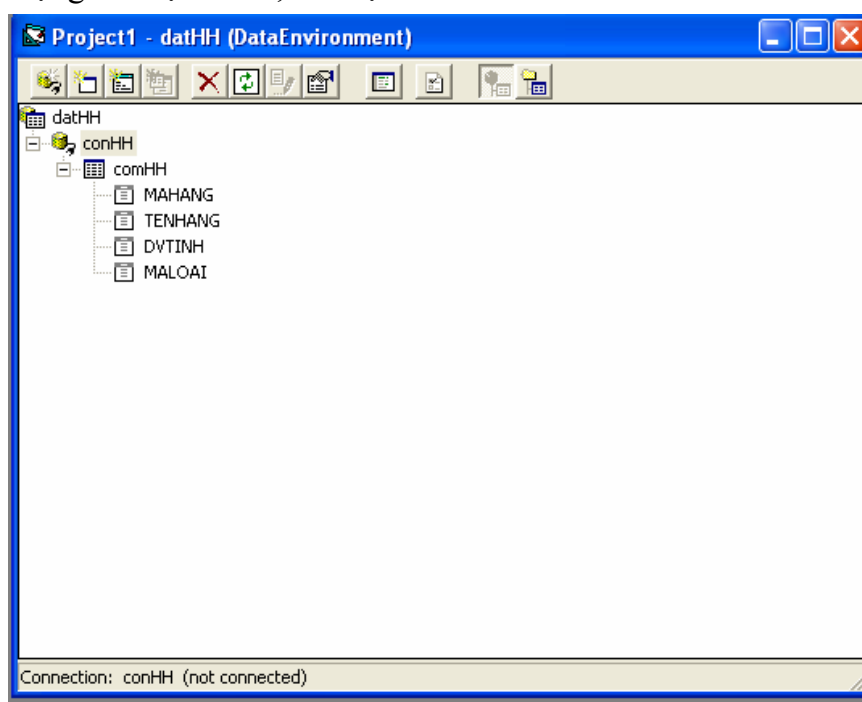 Project1 - datHH (DataEnvironment)
datHH
conHH
comHH
MAHANG
TENHANG
DVTINH
MALOAI
Connection: conHH (not connected)